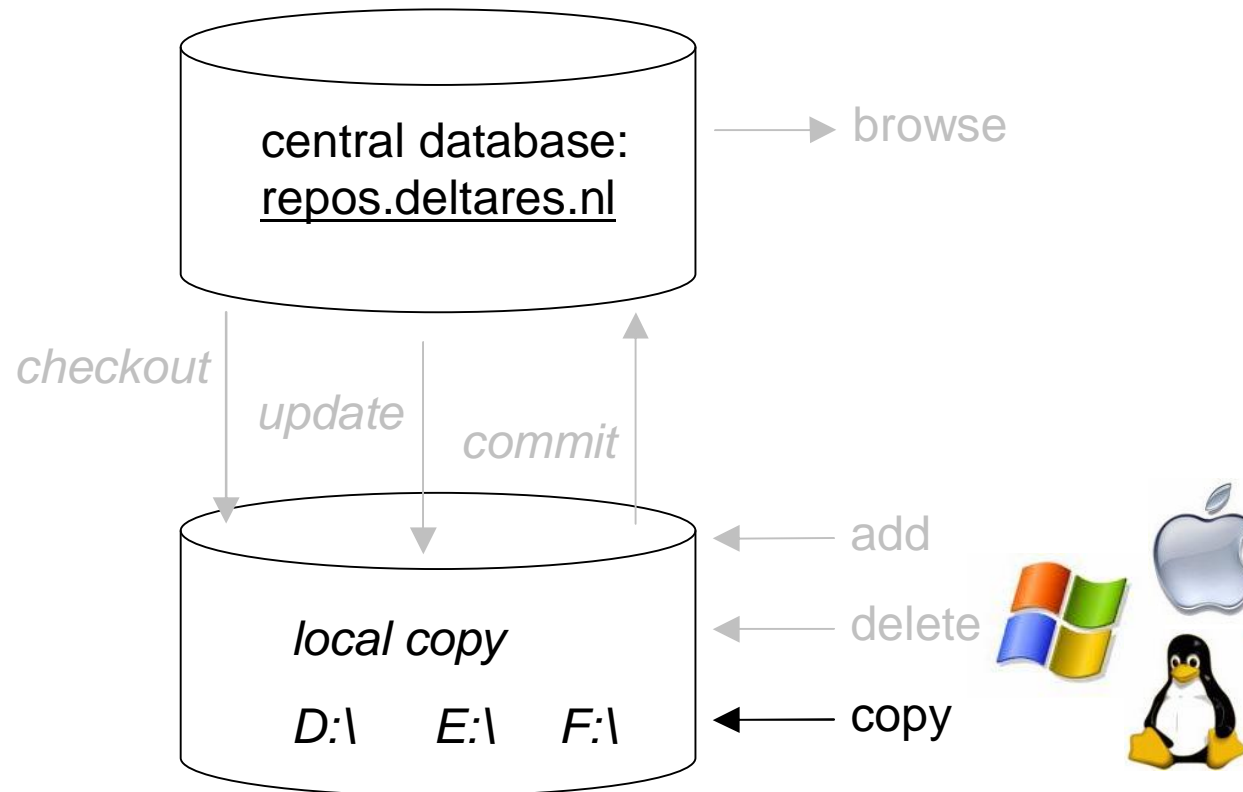 central database:
repos.deltares.nl
browse
checkout
update
commit
add
delete
local copy
D:\ E:\ F:\
copy